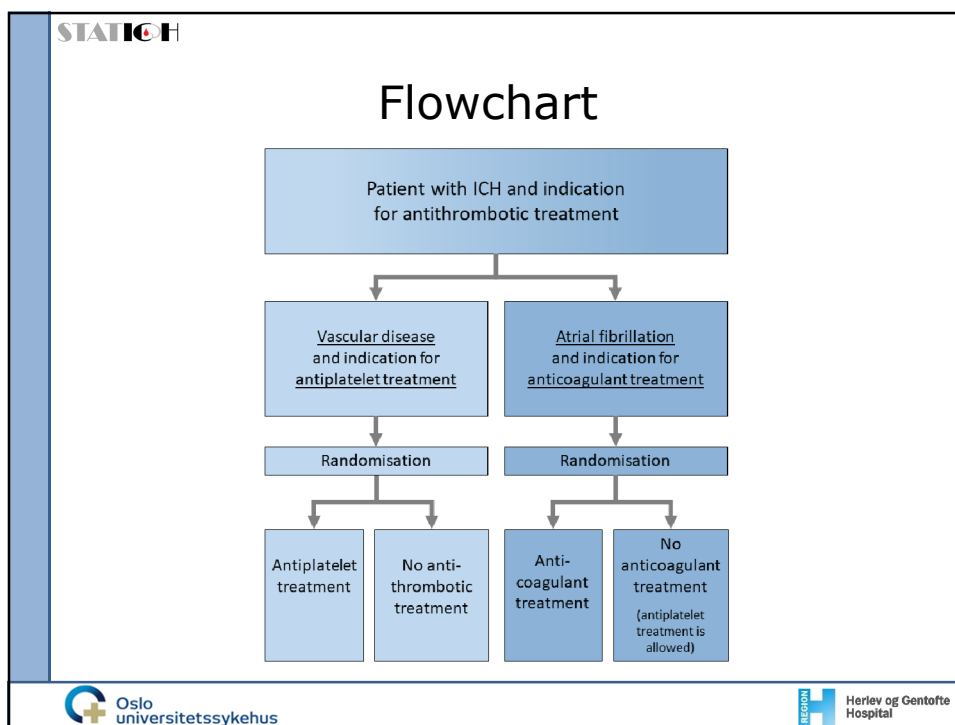 STATICH
Flowchart
Patient with ICH and indication
for antithrombotic treatment
Vascular disease
and indication for
antiplatelet treatment
Atrial fibrillation
and indication for
anticoagulant treatment
Randomisation
Randomisation
Antiplatelet
treatment
No anti-
thrombotic
treatment
Anti-
coagulant
treatment
No
anticoagulant
treatment
(antiplatelet
treatment is
allowed)
Oslo
universitetssykehus
REGION
Herlev og Gentofte
Hospital